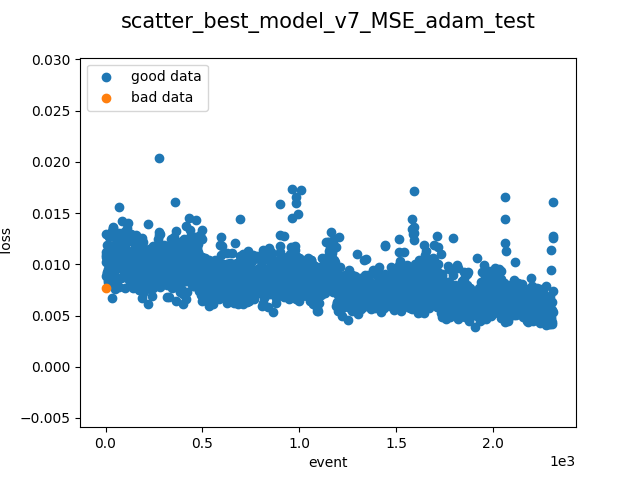 scatter_best_model_v7_MSE_adam_test
0.030
0.025
0.020
0.015
0.010
0.005
0.000
−0.005
loss
good data
bad data
0.0
0.5
1.0
1.5
2.0
1e3
event